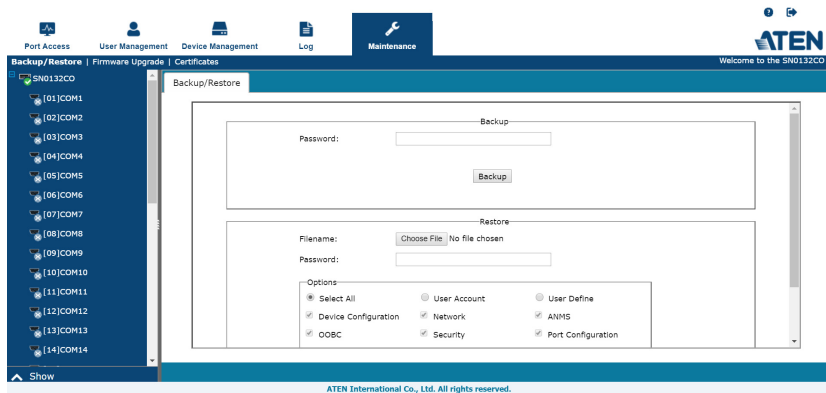 Port Access User Management Device Management Log Maintenance
ATEN
Backup/Restore | Firmware Upgrade | Certificates
Welcome to the SN0132CO
SN0132CO
[01]COM1
[02]COM2
[03]COM3
[04]COM4
[05]COM5
[06]COM6
[07]COM7
[08]COM8
[09]COM9
[10]COM10
[11]COM11
[12]COM12
[13]COM13
[14]COM14
Show
Backup/Restore
Backup
Password:
Backup
Restore
Filename: Choose File No file chosen
Password:
Options
Select All User Account User Define
Device Configuration Network ANMS
OOBC Security Port Configuration
ATEN International Co., Ltd. All rights reserved.